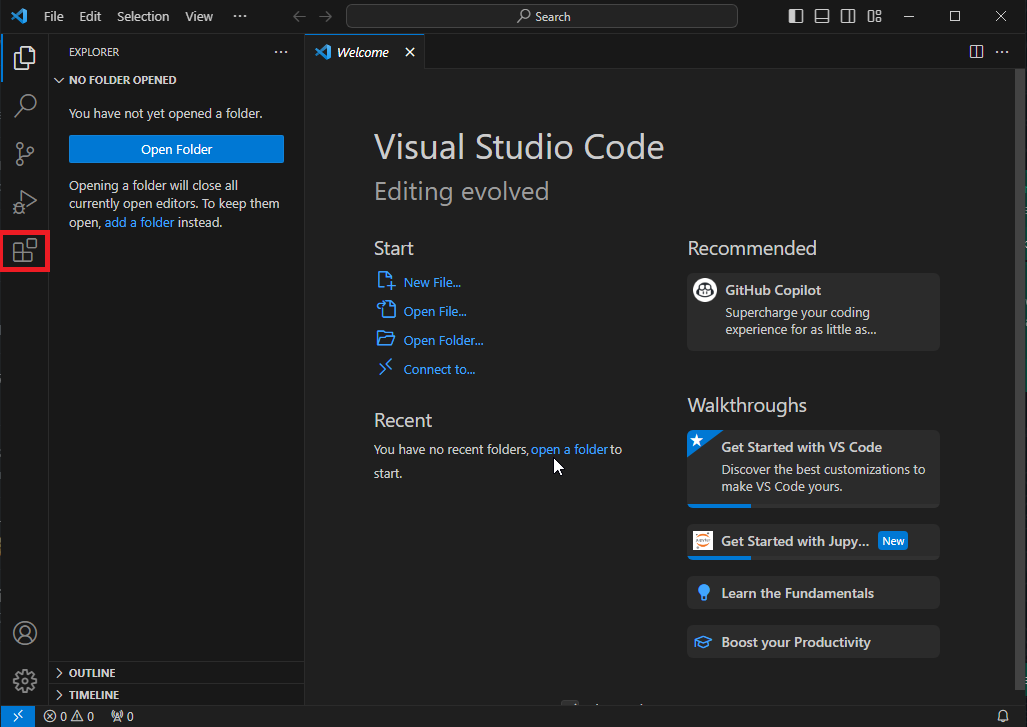 File Edit Selection View ···
Search
EXPLORER ···
NO FOLDER OPENED
You have not yet opened a folder.
Open Folder
Opening a folder will close all
currently open editors. To keep them
open, add a folder instead.
OUTLINE
TIMELINE
Welcome
Visual Studio Code
Editing evolved
Start
New File...
Open File...
Open Folder...
Connect to...
Recent
You have no recent folders, open a folder to
start.
Recommended
GitHub Copilot
Supercharge your coding
experience for as little as...
Walkthroughs
Get Started with VS Code
Discover the best customizations to
make VS Code yours.
Get Started with Jupy... New
Learn the Fundamentals
Boost your Productivity
0 0 0